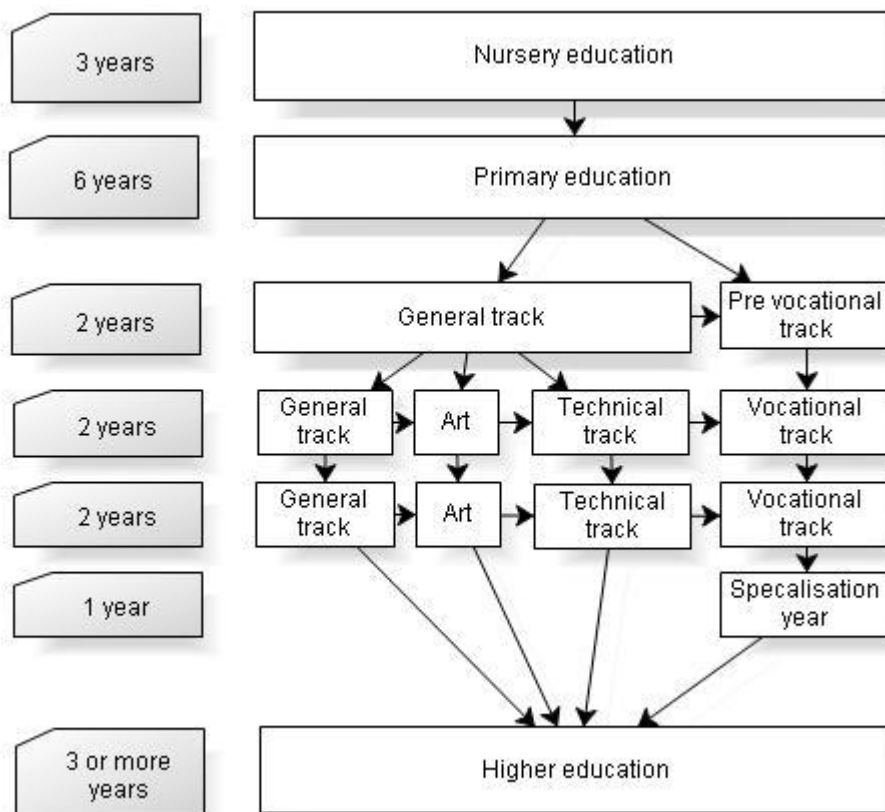 3 years
Nursery education
6 years
Primary education
2 years
General track
Pre vocational
track
2 years
General
track
Art
Technical
track
Vocational
track
2 years
General
track
Art
Technical
track
Vocational
track
1 year
Specalisation
year
3 or more
years
Higher education